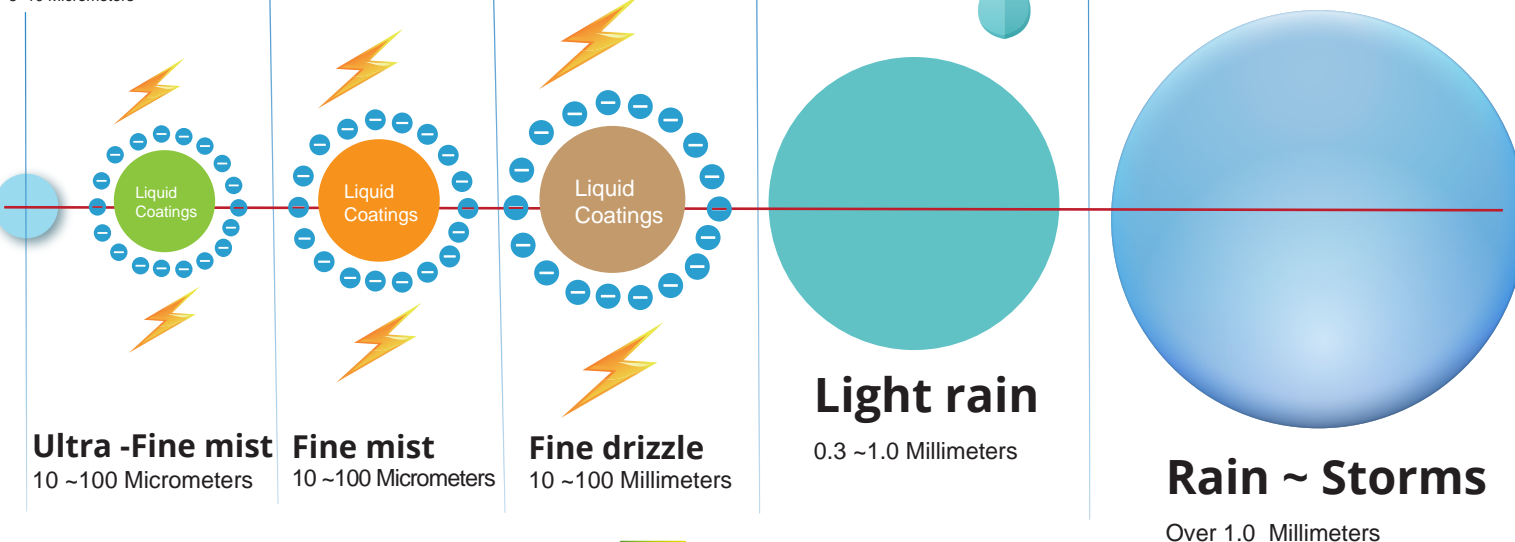 Liquid
Coatings
Liquid
Coatings
Liquid
Coatings
Ultra -Fine mist
10 ~100 Micrometers
Fine mist
10 ~100 Micrometers
Fine drizzle
10 ~100 Millimeters
Light rain
0.3 ~1.0 Millimeters
Rain ~ Storms
Over 1.0 Millimeters